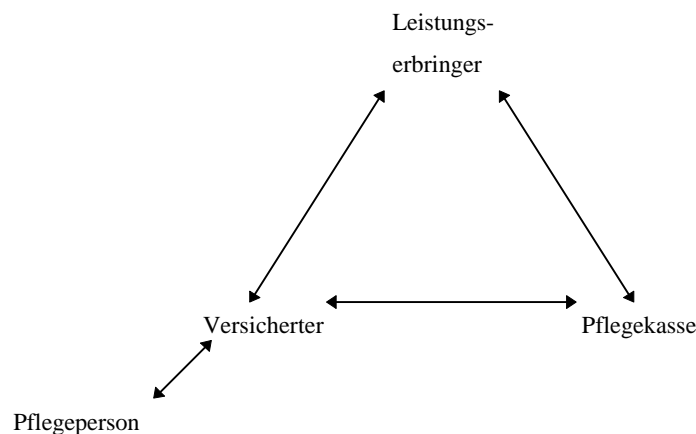 Leistungs-
erbringer
Versicherter
Pflegekasse
Pflegeperson